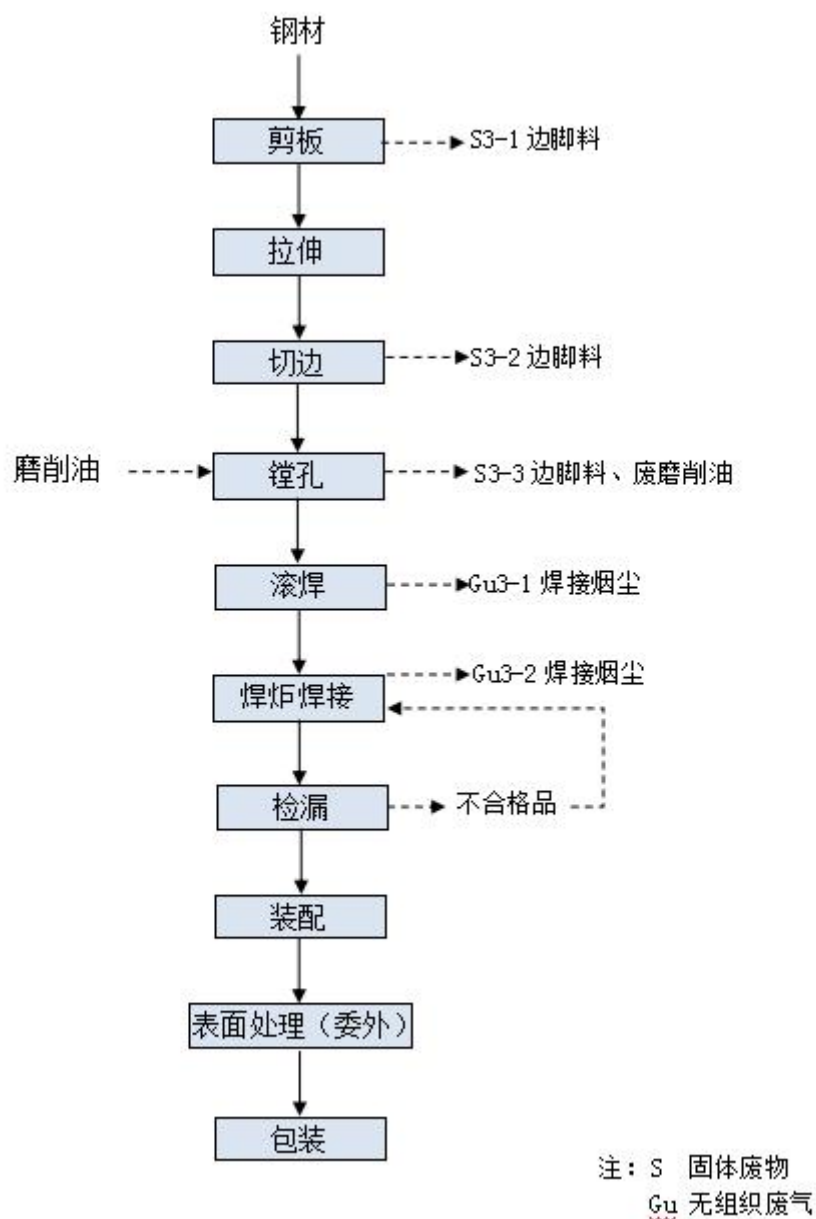 钢材
剪板
S3-1 边脚料
拉伸
切边
S3-2 边脚料
磨削油
镗孔
S3-3 边脚料、废磨削油
滚焊
Gu3-1 焊接烟尘
Gu3-2 焊接烟尘
焊炬焊接
检漏
不合格品
装配
表面处理（委外）
包装
注：S 固体废物
Gu 无组织废气